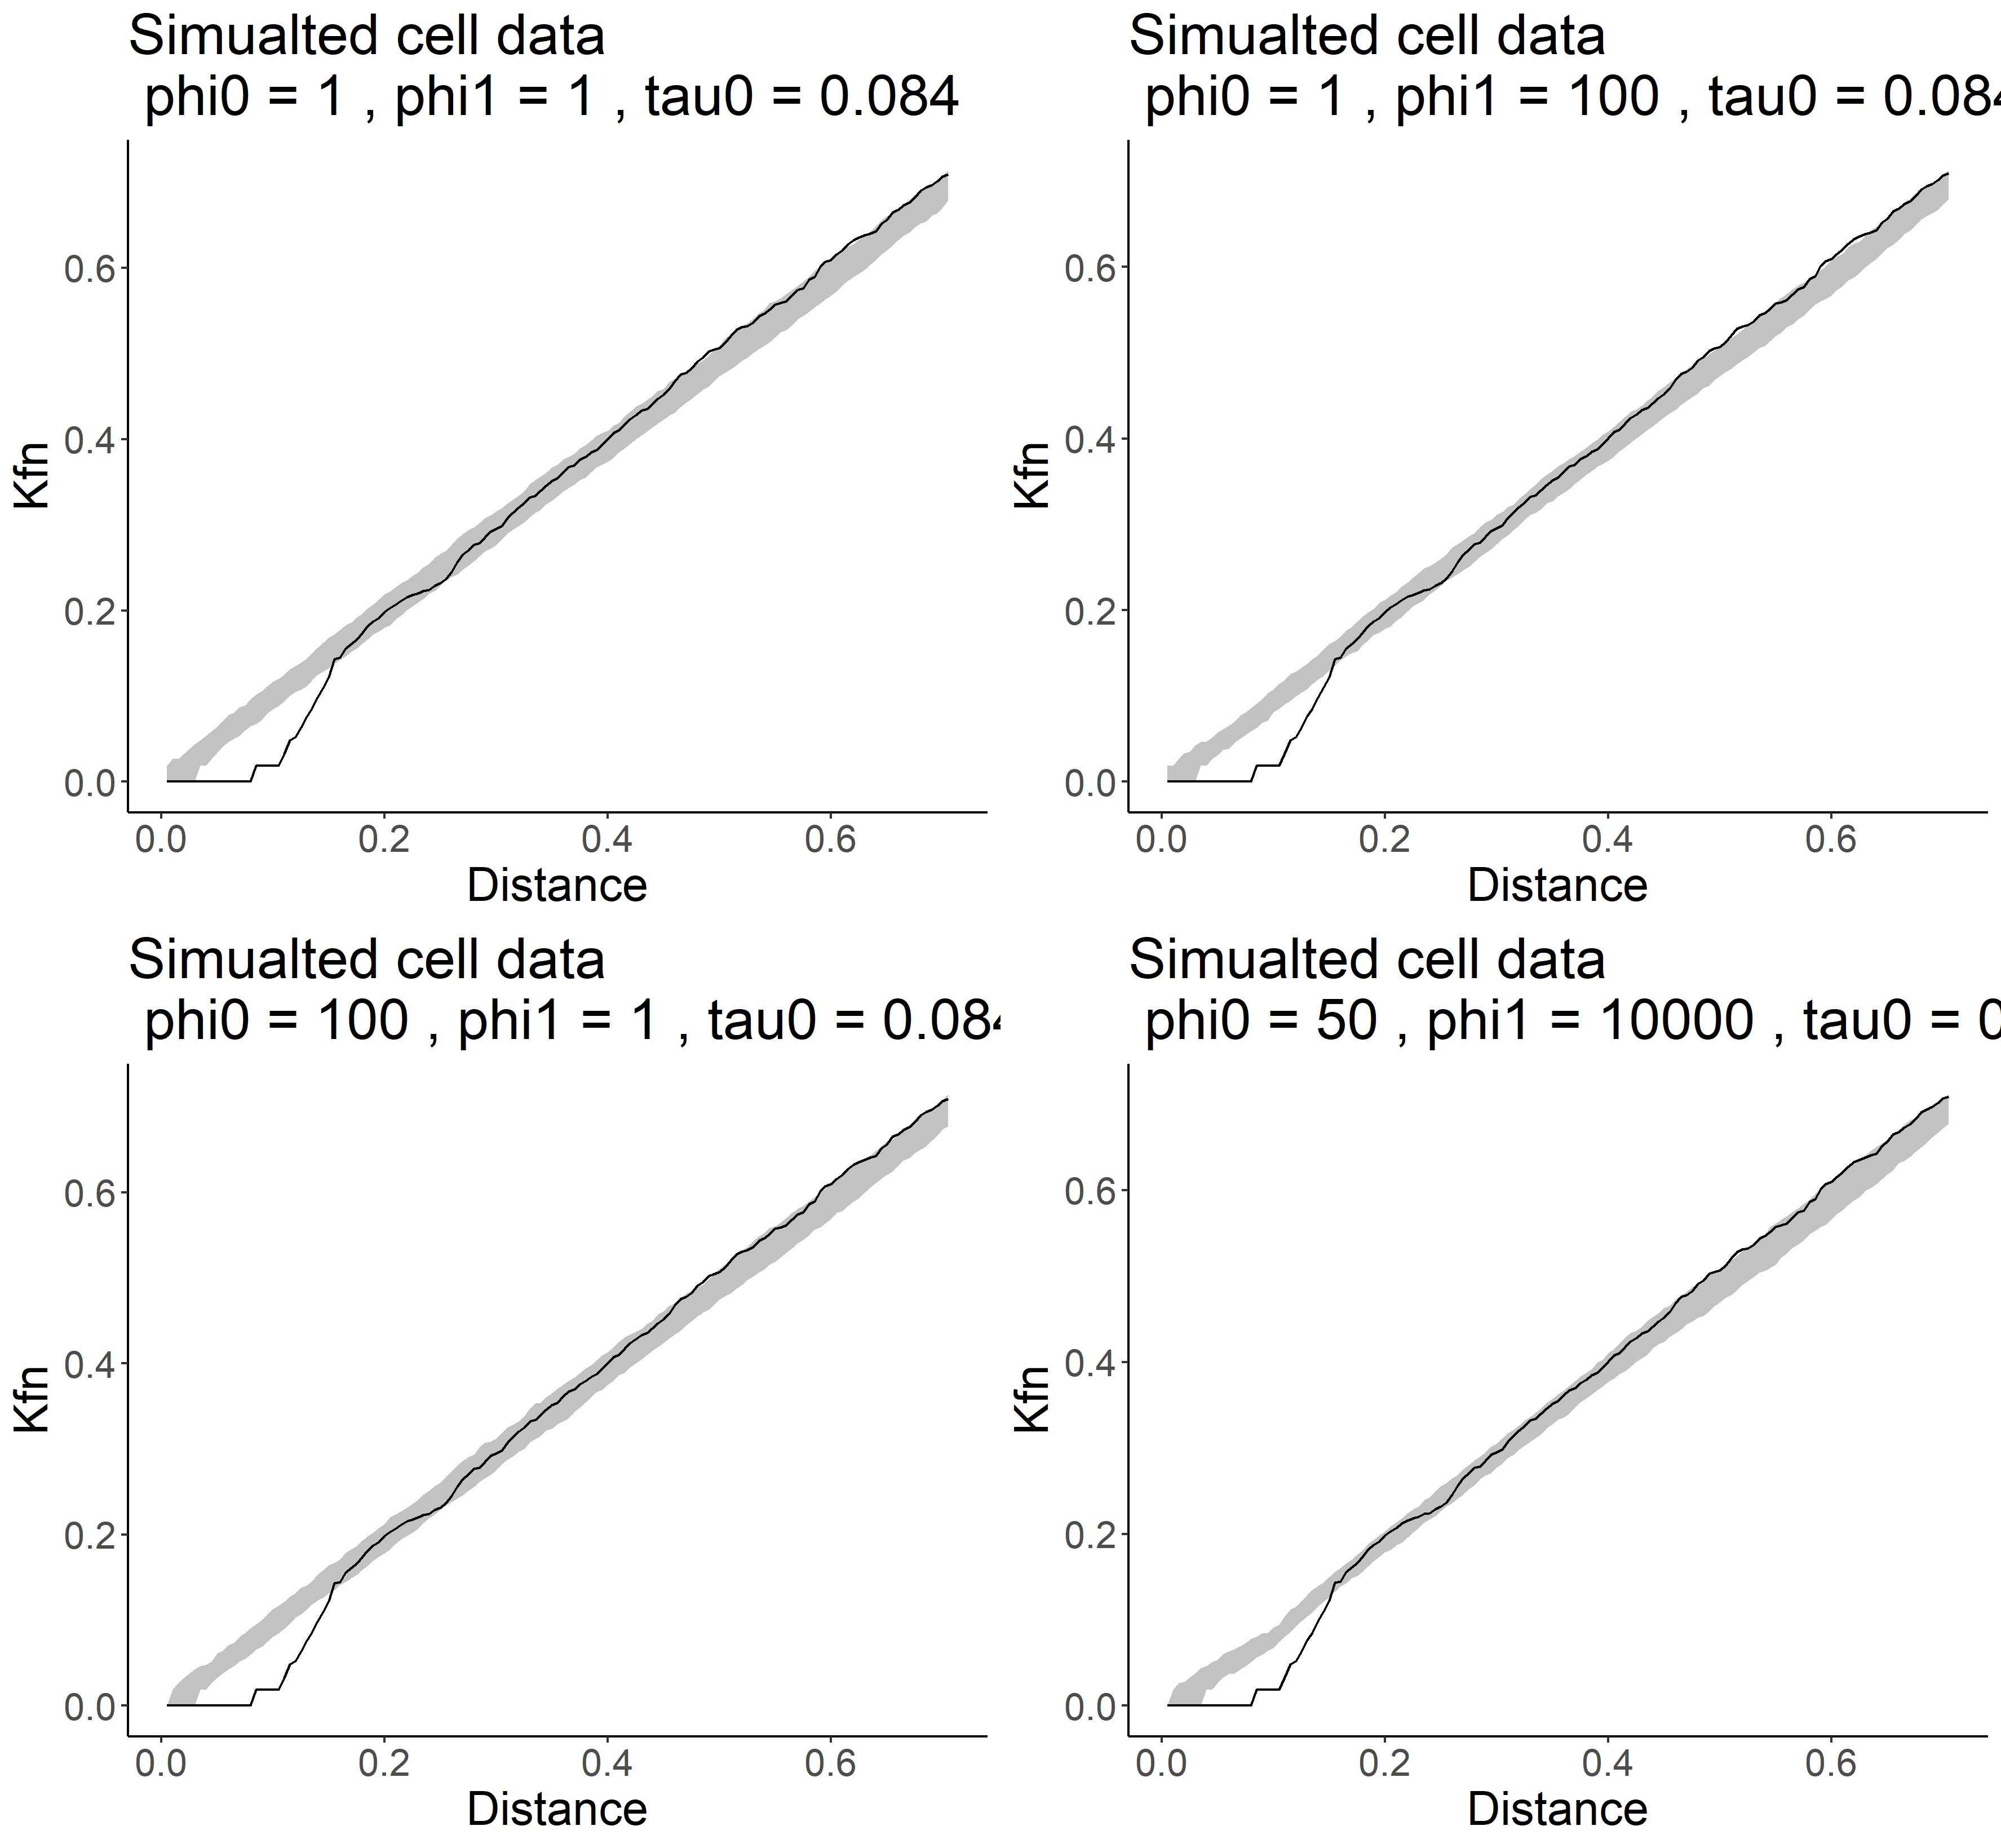 Simualted cell data
phi0 = 1 , phi1 = 1 , tau0 = 0.084
Kfn
0.6
0.4
0.2
0.0
0.0 0.2 0.4 0.6
Distance
Simualted cell data
phi0 = 1 , phi1 = 100 , tau0 = 0.084
Kfn
0.6
0.4
0.2
0.0
0.0 0.2 0.4 0.6
Distance
Simualted cell data
phi0 = 100 , phi1 = 1 , tau0 = 0.084
Kfn
0.6
0.4
0.2
0.0
0.0 0.2 0.4 0.6
Distance
Simualted cell data
phi0 = 50 , phi1 = 10000 , tau0 = 0
Kfn
0.6
0.4
0.2
0.0
0.0 0.2 0.4 0.6
Distance